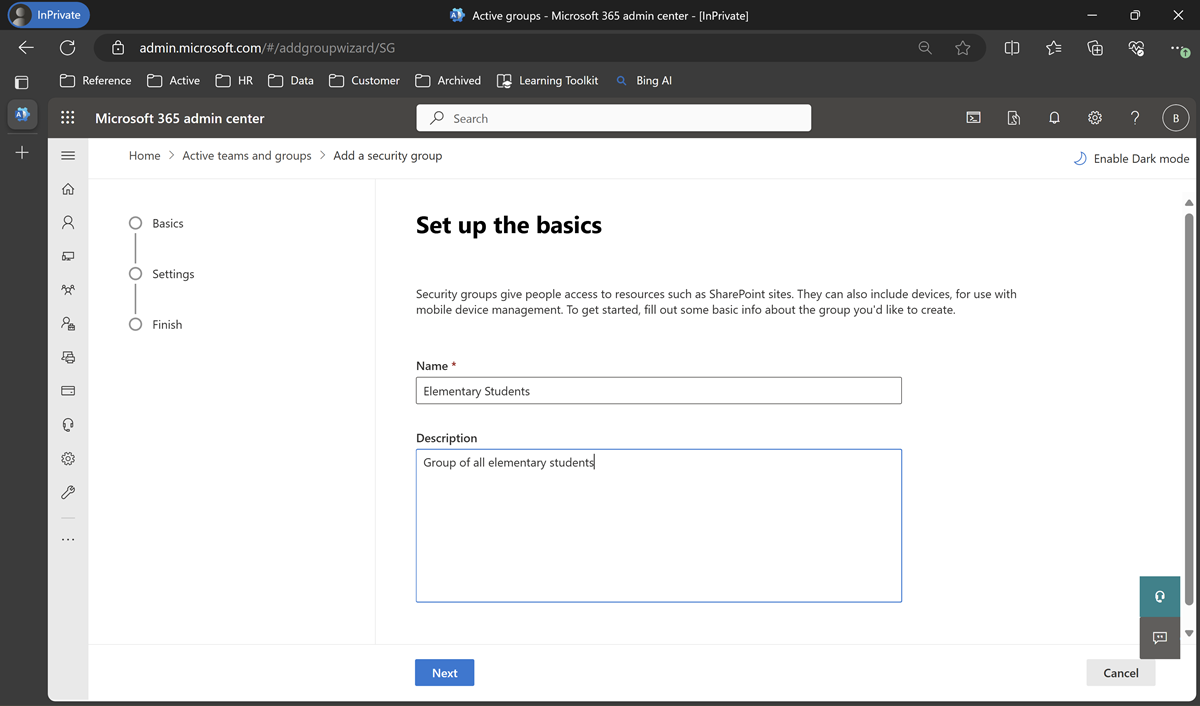 InPrivate
Active groups - Microsoft 365 admin center - [InPrivate]
admin.microsoft.com/#/addgroupwizard/SG
Reference
Active
HR
Data
Customer
Archived
Learning Toolkit
Bing AI
Microsoft 365 admin center
Search
B
Home > Active teams and groups > Add a security group
Enable Dark mode
Basics
Settings
Finish
Set up the basics
Security groups give people access to resources such as SharePoint sites. They can also include devices, for use with
mobile device management. To get started, fill out some basic info about the group you'd like to create.
Name *
Elementary Students
Description
Group of all elementary students
Next
Cancel